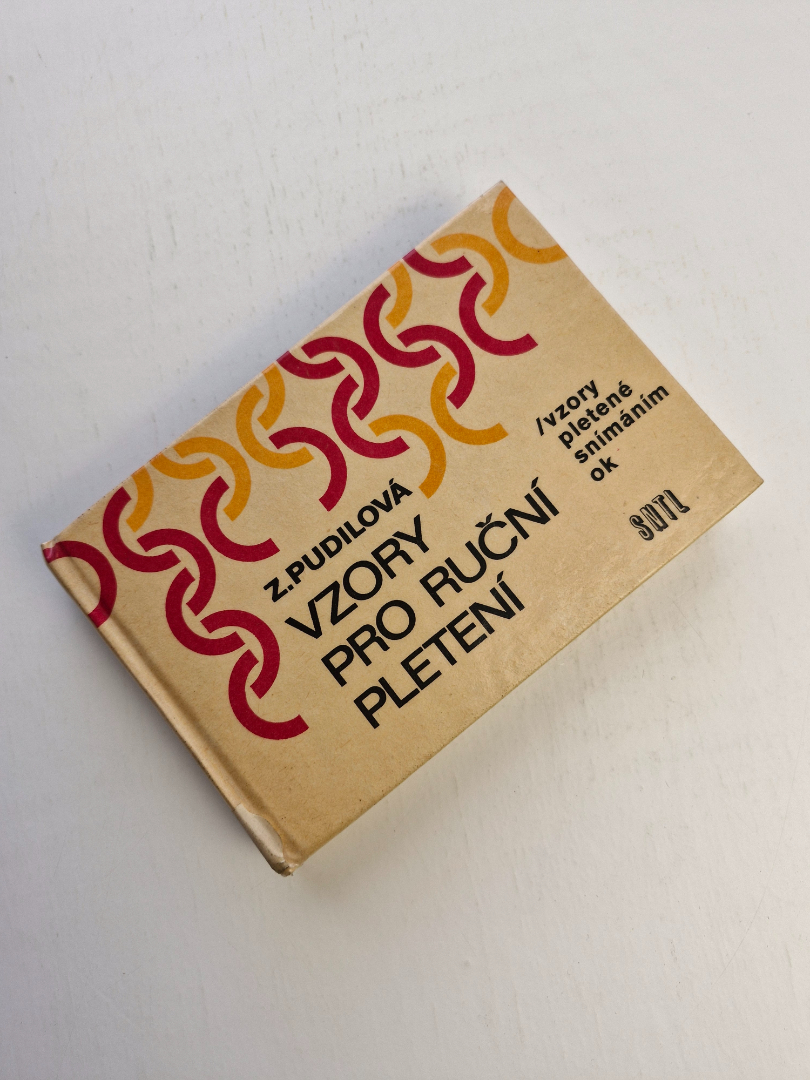 Z.PUDILOVÁ
VZORY
PRO RUČNÍ
PLETENÍ
/vzory
pletené
snímáním
ok
SNTL